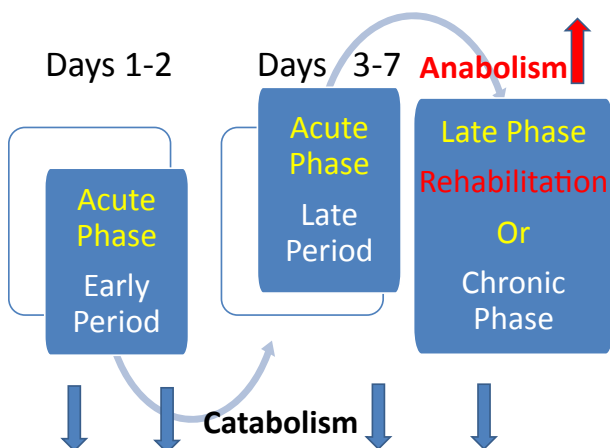 Days 1-2
Days 3-7
Anabolism
Acute
Phase
Early
Period
Acute
Phase
Late
Period
Late Phase
Rehabilitation
Or
Chronic
Phase
Catabolism